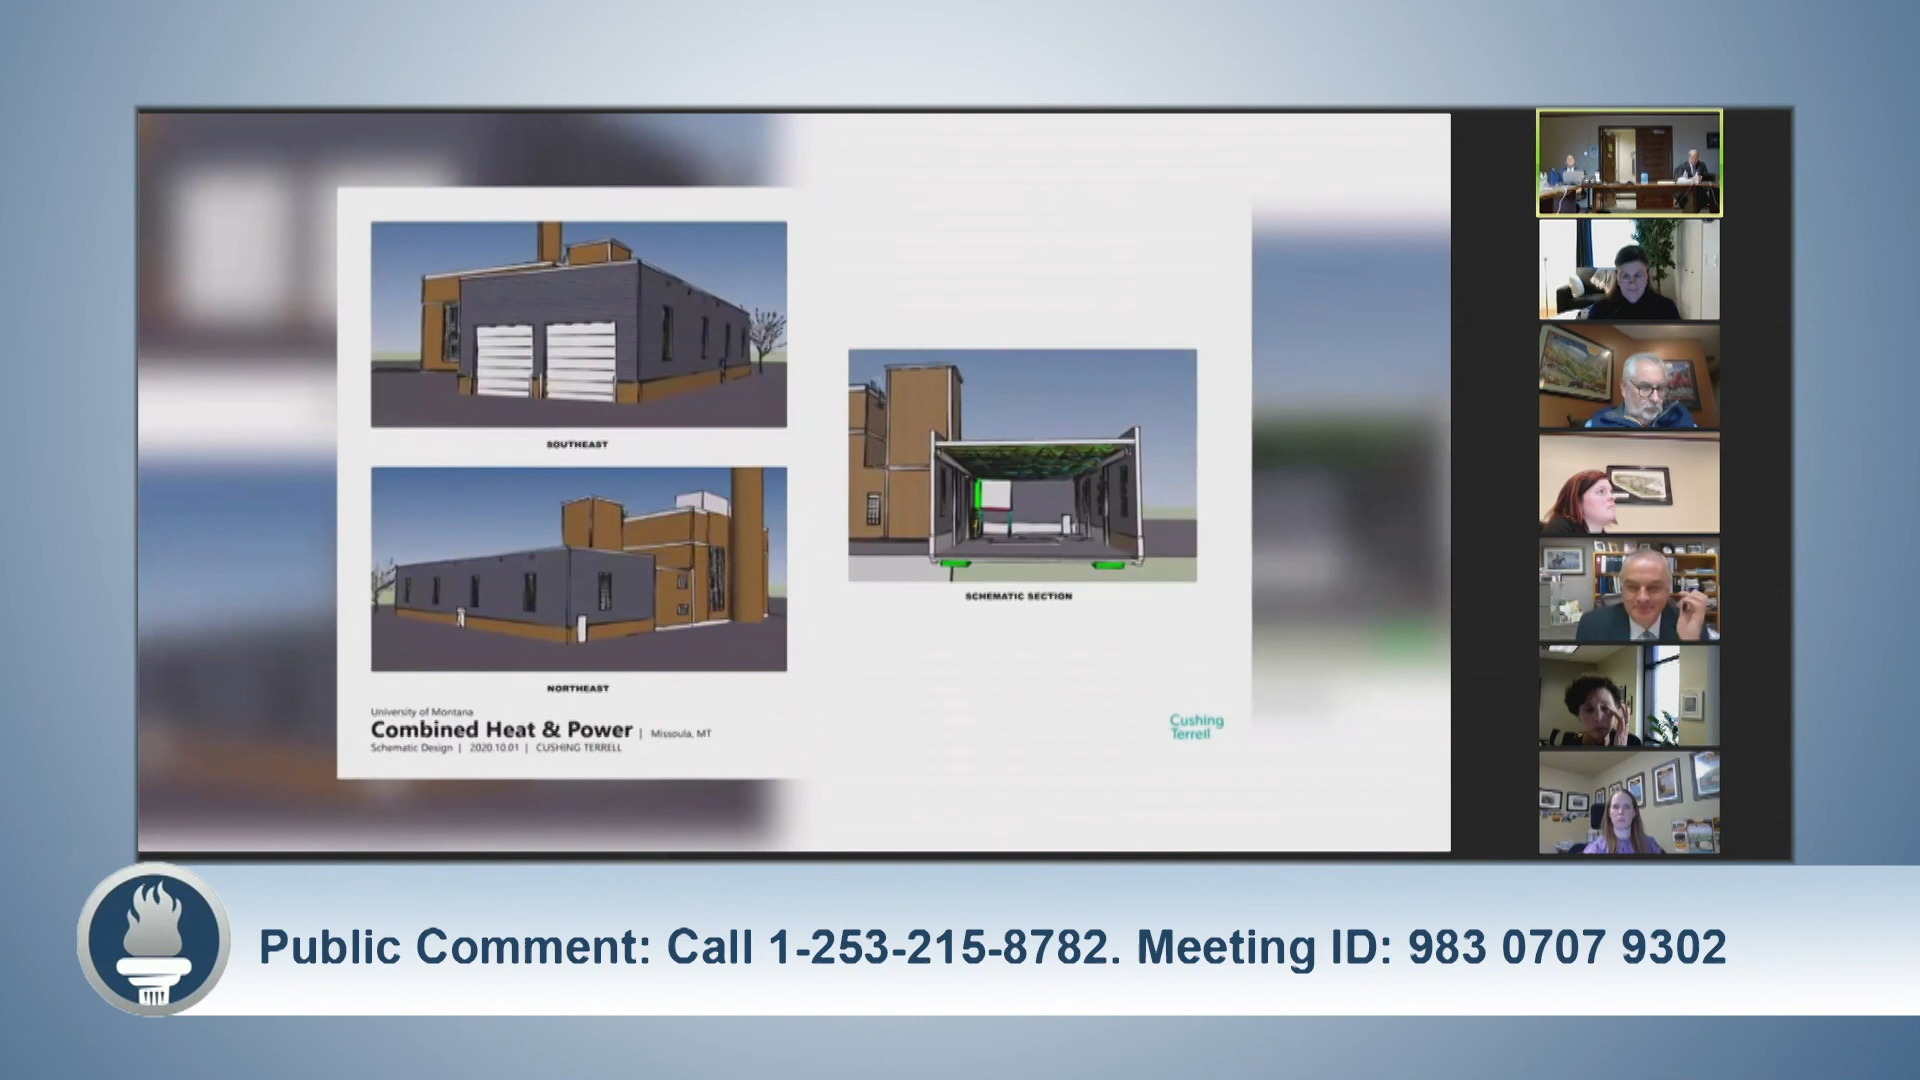 SOUTHEAST
NORTHEAST
SCHEMATIC SECTION
University of Montana
Combined Heat & Power | Missoula, MT
Schematic Design | 2020.10.01 | CUSHING TERRELL
Cushing
Terrell
Public Comment: Call 1-253-215-8782. Meeting ID: 983 0707 9302